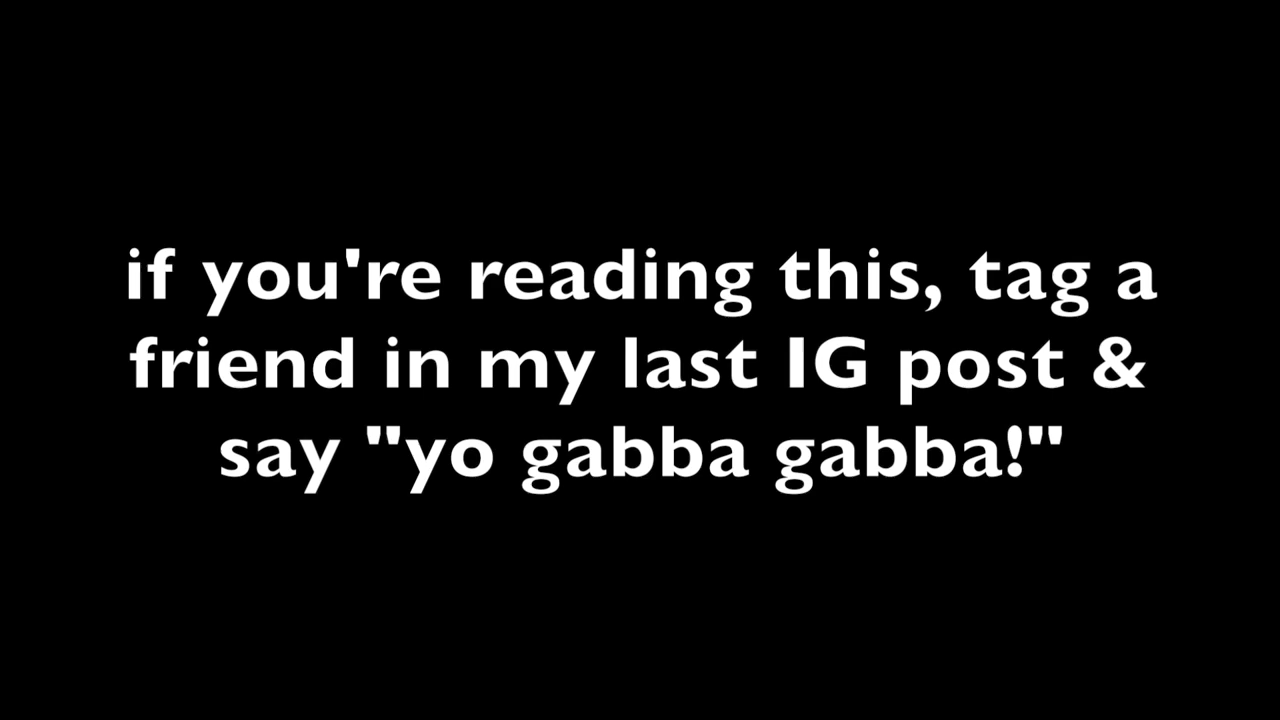 if you're reading this, tag a
friend in my last IG post &
say "yo gabba gabba!"